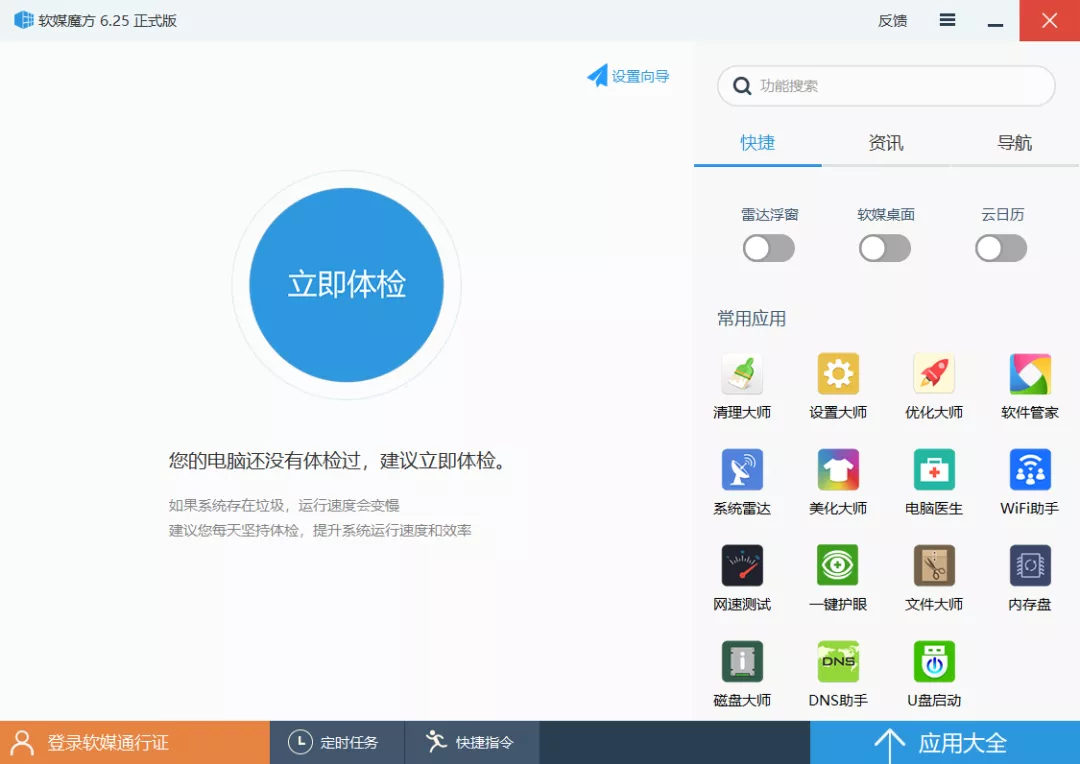 软媒魔方 6.25 正式版
反馈
设置向导
功能搜索
快捷
资讯
导航
雷达浮窗
软媒桌面
云日历
立即体检
常用应用
清理大师
设置大师
优化大师
软件管家
您的电脑还没有体检过，建议立即体检。
如果系统存在垃圾，运行速度会变慢
建议您每天坚持体检，提升系统运行速度和效率
系统雷达
美化大师
电脑医生
WiFi助手
网速测试
一键护眼
文件大师
内存盘
DNS
磁盘大师
DNS助手
U盘启动
登录软媒通行证
定时任务
快捷指令
应用大全